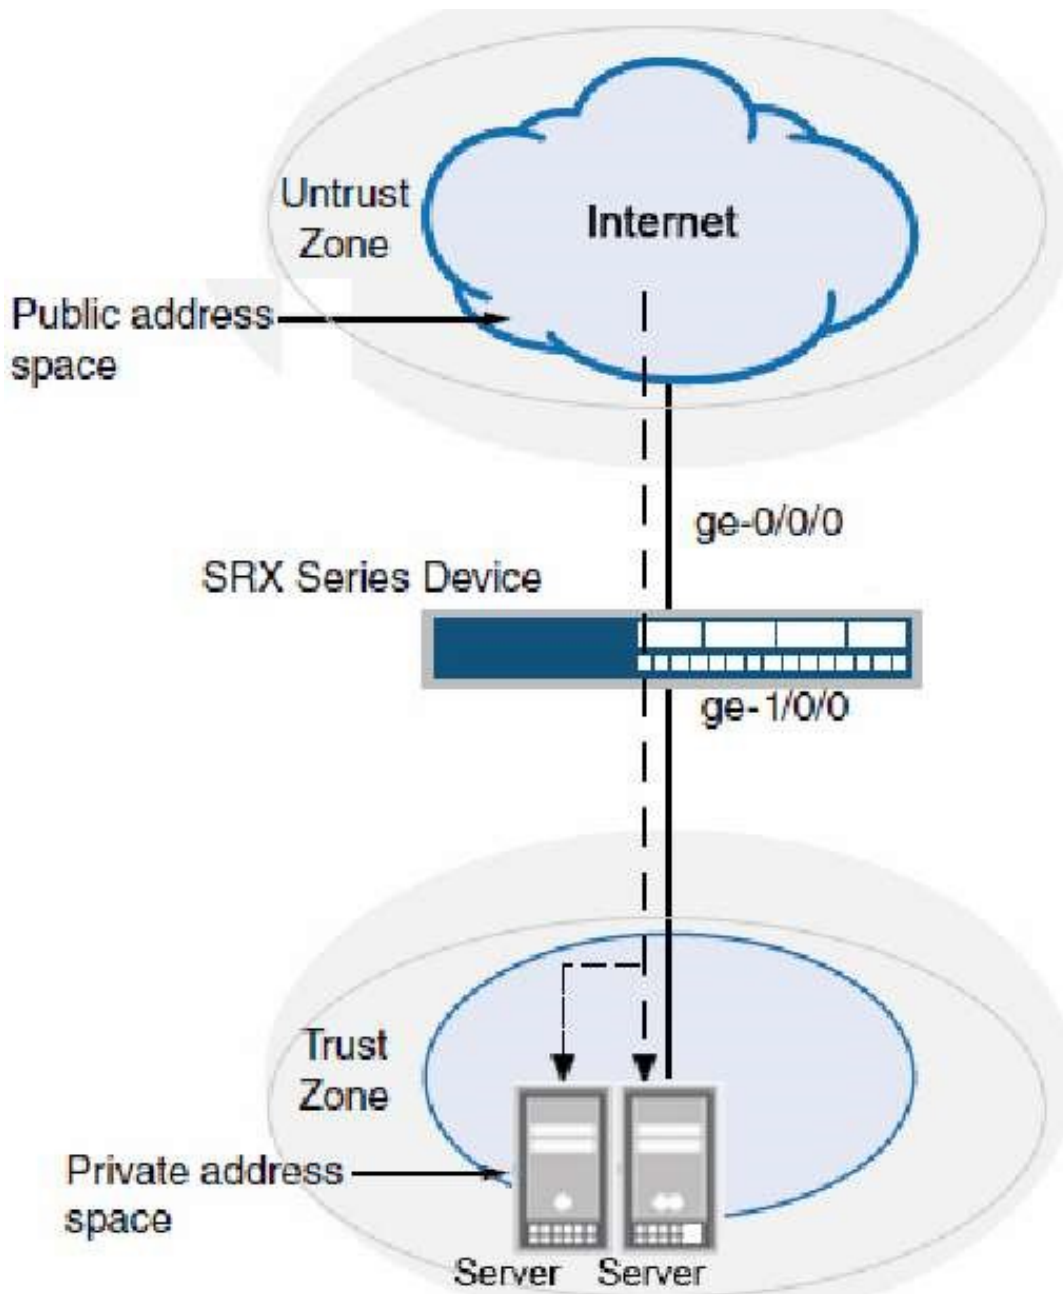 Untrust
Zone
Internet
Public address
space
ge-0/0/0
SRX Series Device
ge-1/0/0
Trust
Zone
Private address
space
Server Server